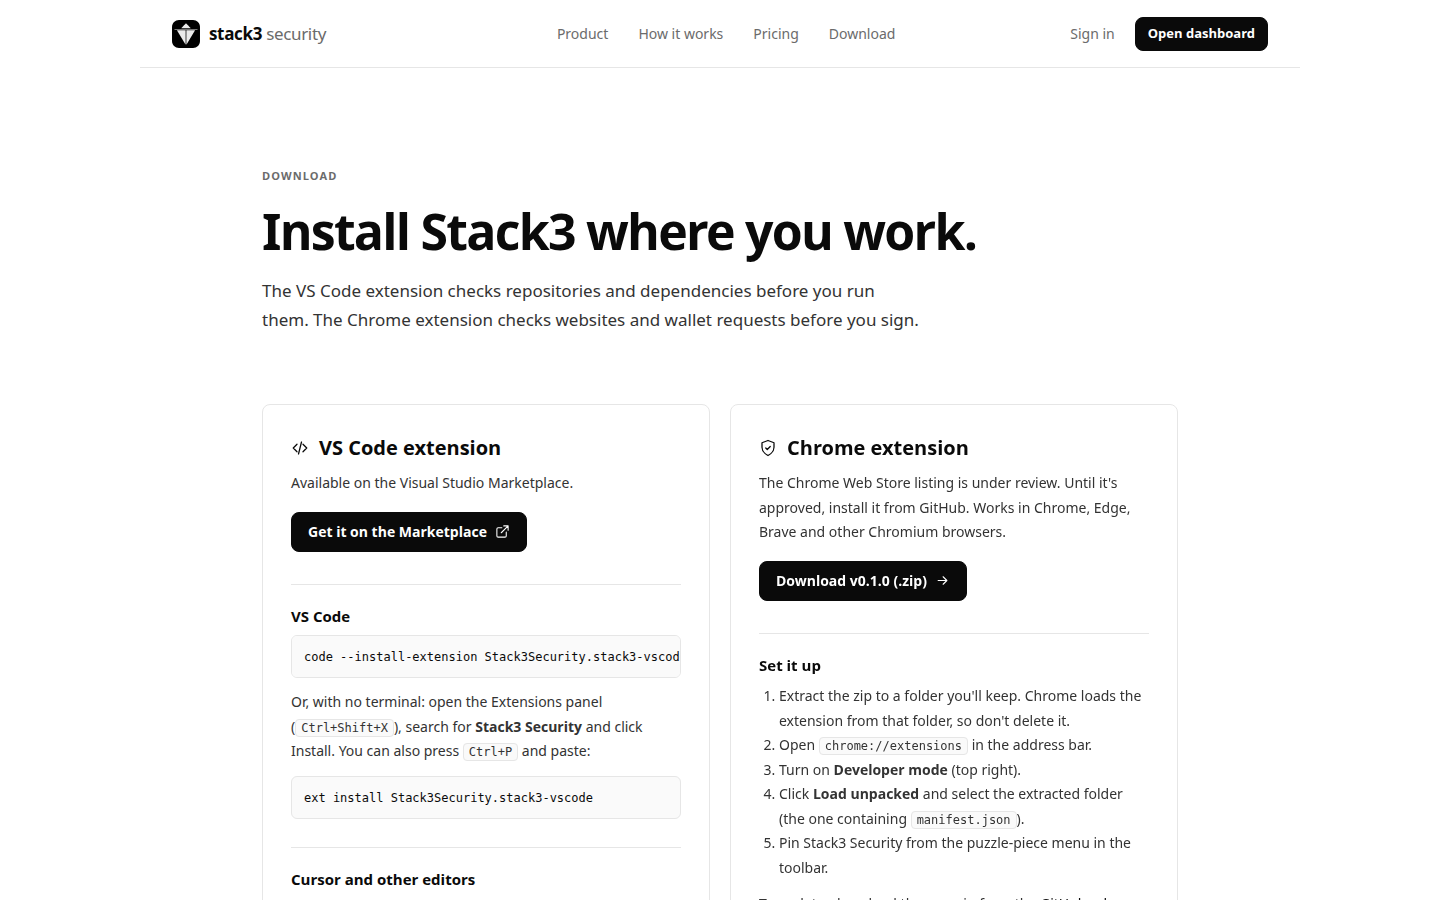 stack3 security
Product
How it works
Pricing
Download
Sign in
Open dashboard
DOWNLOAD
Install Stack3 where you work.
The VS Code extension checks repositories and dependencies before you run
them. The Chrome extension checks websites and wallet requests before you sign.
VS Code extension
Available on the Visual Studio Marketplace.
Get it on the Marketplace
VS Code
code --install-extension Stack3Security.stack3-vscod
Or, with no terminal: open the Extensions panel
(Ctrl+Shift+X), search for Stack3 Security and click
Install. You can also press Ctrl+P and paste:
ext install Stack3Security.stack3-vscode
Cursor and other editors
Chrome extension
The Chrome Web Store listing is under review. Until it's
approved, install it from GitHub. Works in Chrome, Edge,
Brave and other Chromium browsers.
Download v0.1.0 (.zip)
Set it up
1. Extract the zip to a folder you'll keep. Chrome loads the
extension from that folder, so don't delete it.
2. Open chrome://extensions in the address bar.
3. Turn on Developer mode (top right).
4. Click Load unpacked and select the extracted folder
(the one containing manifest.json).
5. Pin Stack3 Security from the puzzle-piece menu in the
toolbar.